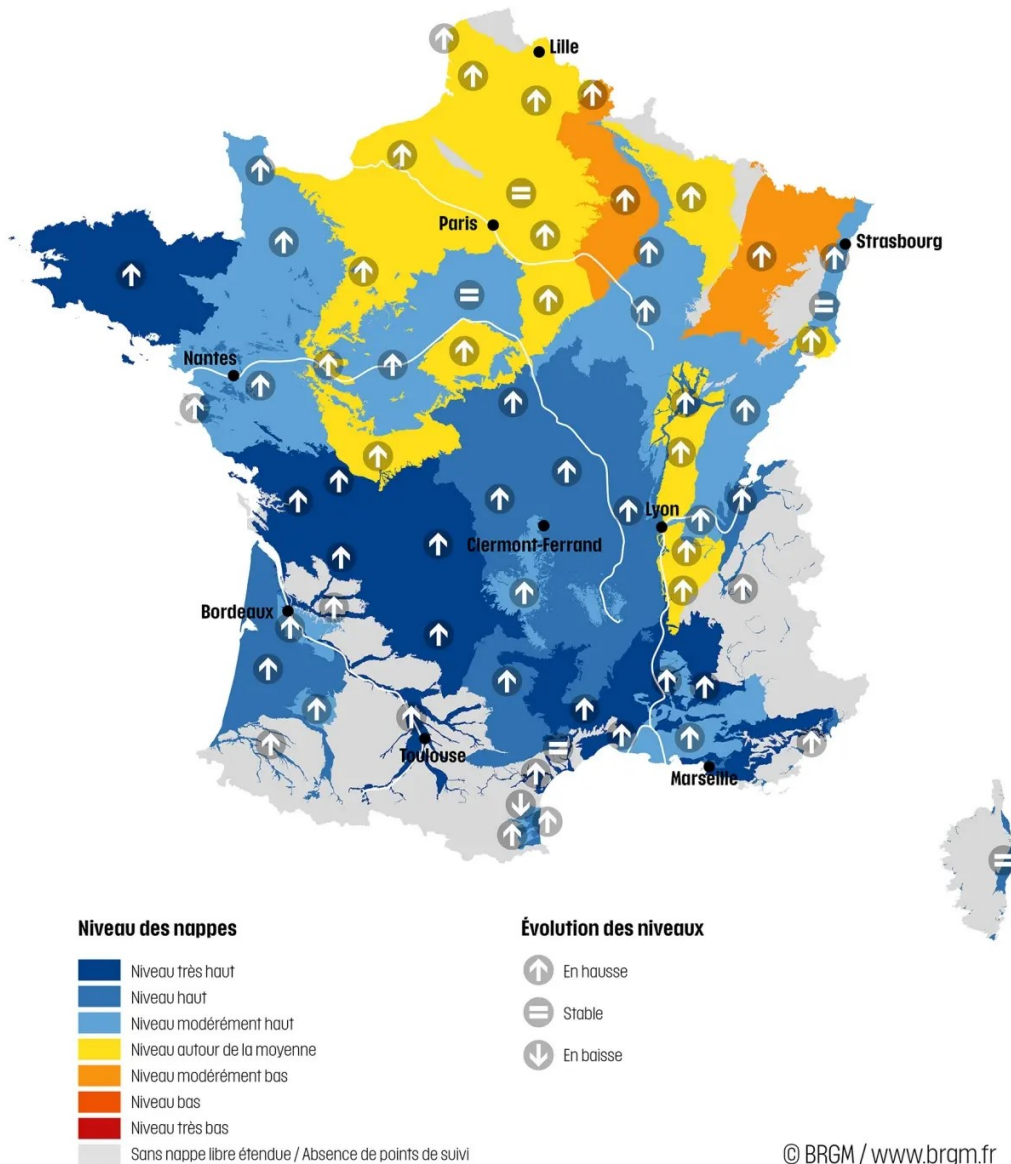 Lille
Paris
Strasbourg
Nantes
Lyon
Clermont-Ferrand
Bordeaux
Toulouse
Marseille
Niveau des nappes
Niveau très haut
Niveau haut
Niveau modérément haut
Niveau autour de la moyenne
Niveau modérément bas
Niveau bas
Niveau très bas
Sans nappe libre étendue / Absence de points de suivi
Évolution des niveaux
En hausse
Stable
En baisse
© BRGM / www.brgm.fr